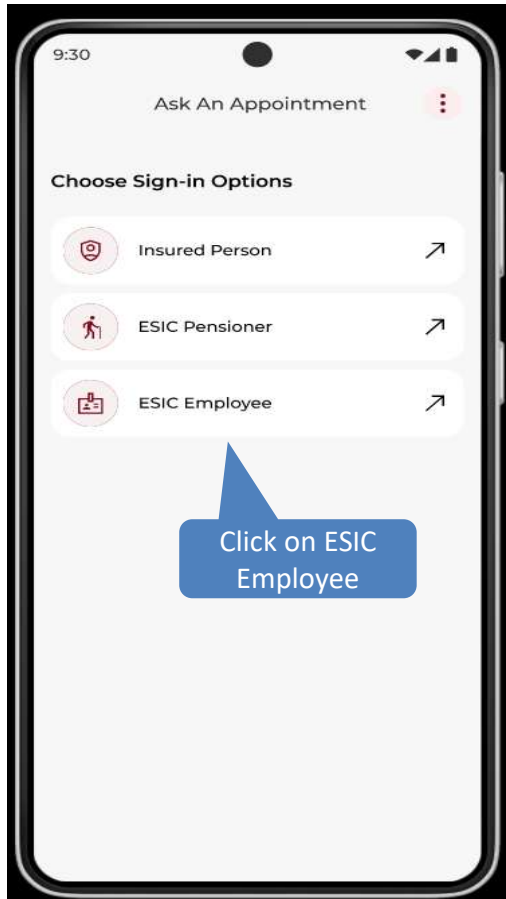 9:30
Ask An Appointment
Choose Sign-in Options
Insured Person
ESIC Pensioner
ESIC Employee
Click on ESIC
Employee